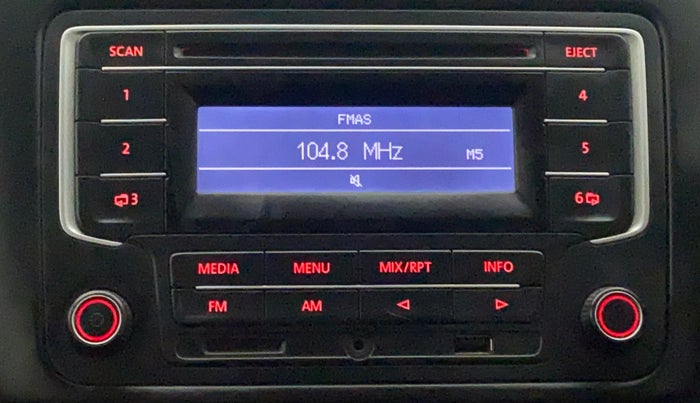 SCAN
EJECT
1
4
FMAS
2
104.8 MHz M5
5
3
6
MEDIA
MENU
MIX/RPT
INFO
FM
AM